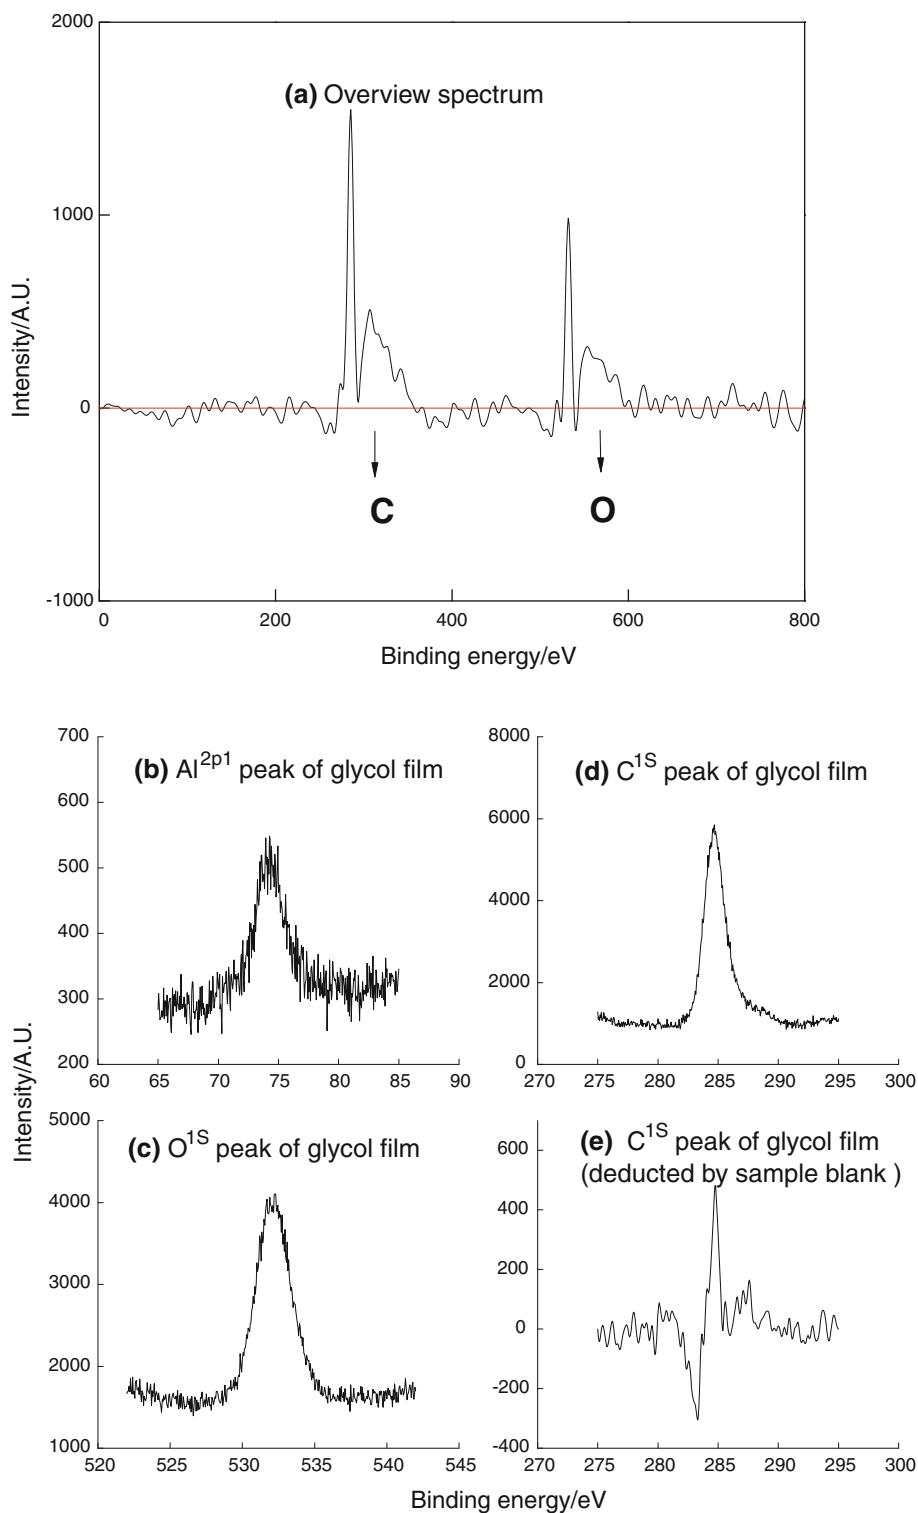 2000
(a) Overview spectrum
1000
0
-1000
Intensity/A.U.
C
O
0 200 400 600 800
Binding energy/eV
700
600
500
400
300
200
(b) Al2p1 peak of glycol film
60 65 70 75 80 85 90
8000
6000
4000
2000
0
(d) C1S peak of glycol film
270 275 280 285 290 295 300
Intensity/A.U.
5000
4000
3000
2000
1000
(c) O1S peak of glycol film
520 525 530 535 540 545
600
400
200
0
-200
-400
(e) C1S peak of glycol film
(deducted by sample blank )
270 275 280 285 290 295 300
Binding energy/eV